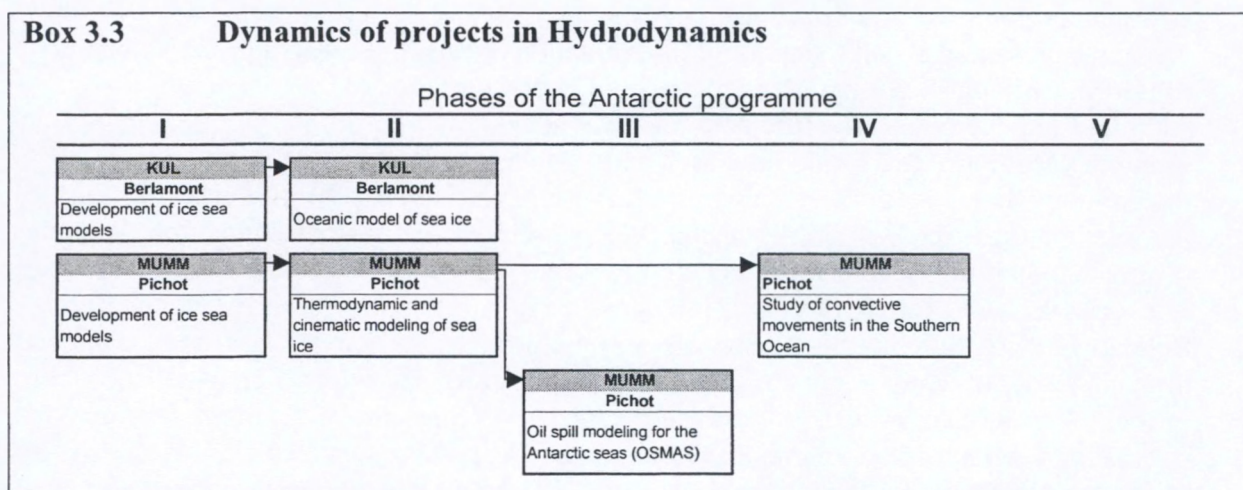 Box 3.3 Dynamics of projects in Hydrodynamics
Phases of the Antarctic programme
I II III IV V
KUL
Berlamont
Development of ice sea
models
KUL
Berlamont
Oceanic model of sea ice
MUMM
Pichot
Development of ice sea
models
MUMM
Pichot
Thermodynamic and
cinematic modeling of sea
ice
MUMM
Pichot
Study of convective
movements in the Southern
Ocean
MUMM
Pichot
Oil spill modeling for the
Antarctic seas (OSMAS)